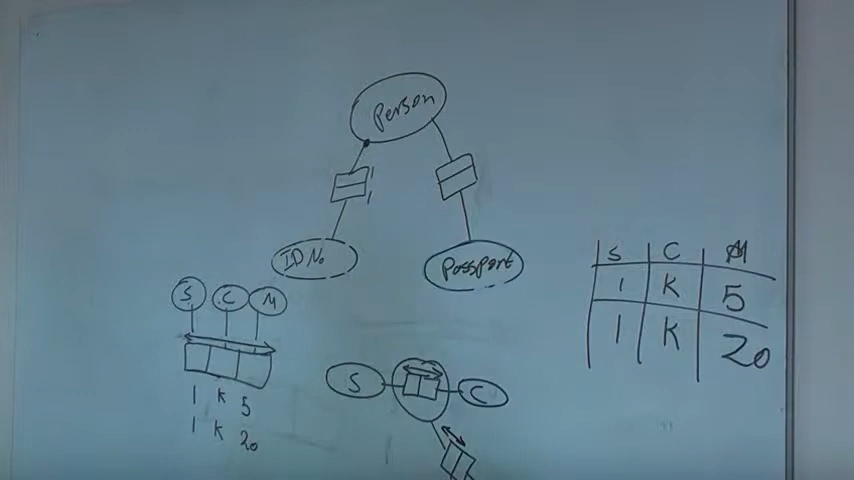 Person
ID No
Passport
S C M
1 K 5
1 K 20
S C M
1 K 5
1 K 20
S C